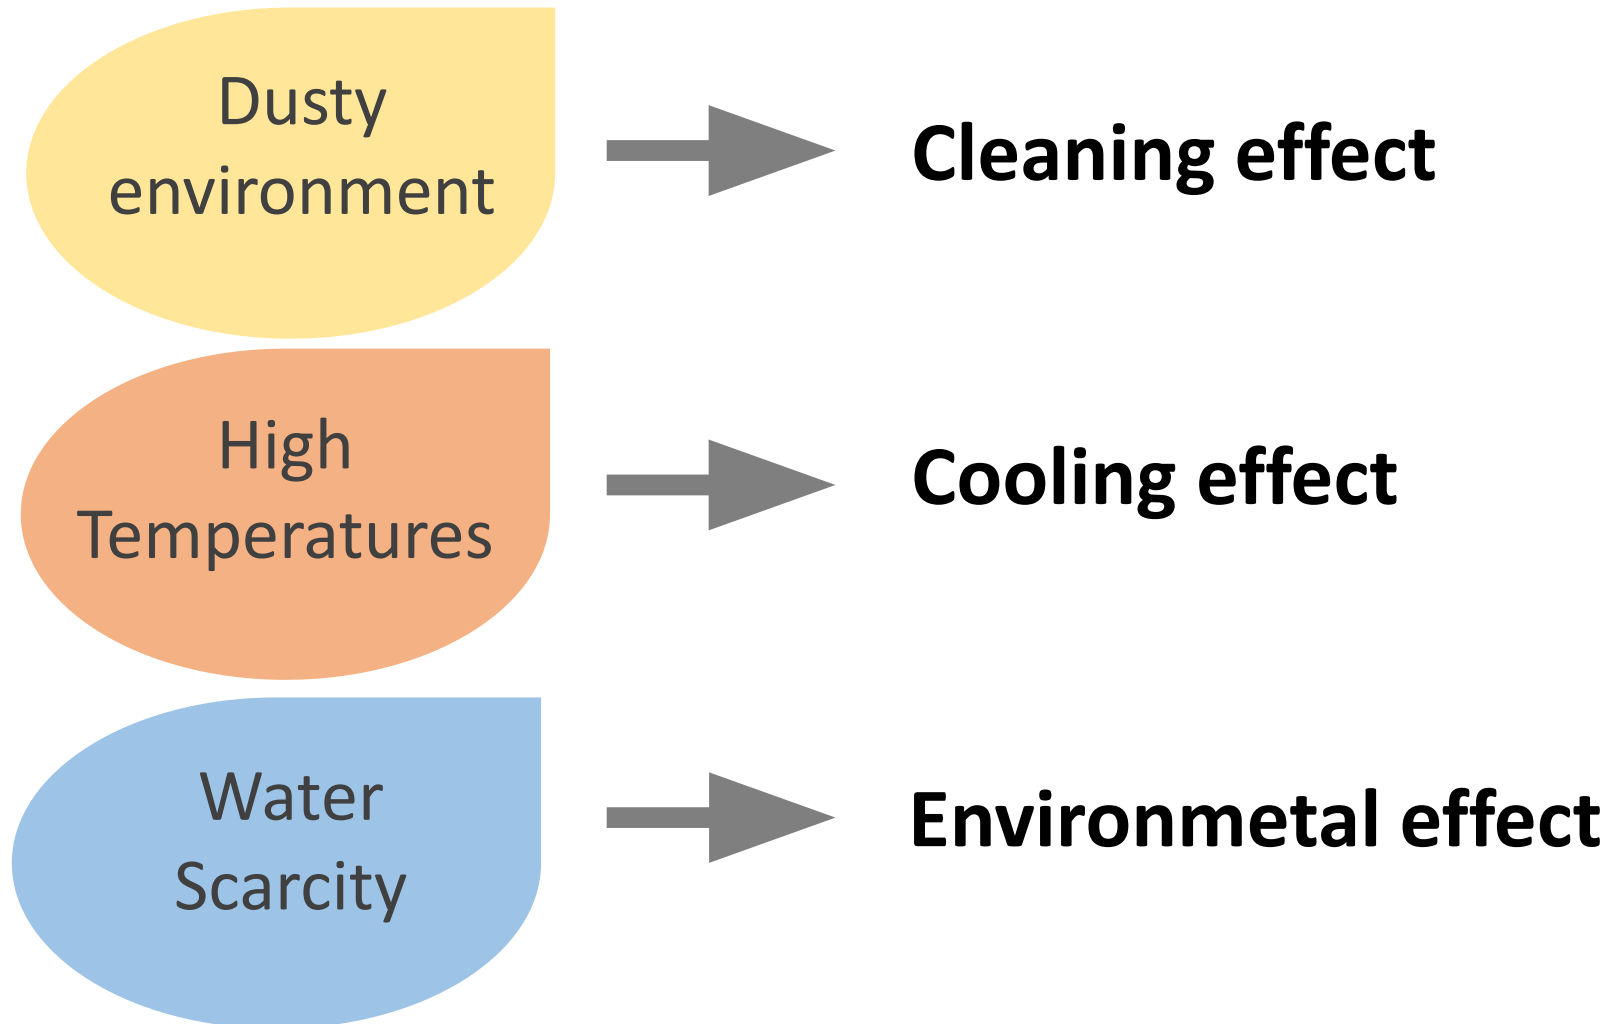 Dusty
environment
Cleaning effect
High
Temperatures
Cooling effect
Water
Scarcity
Environmetal effect